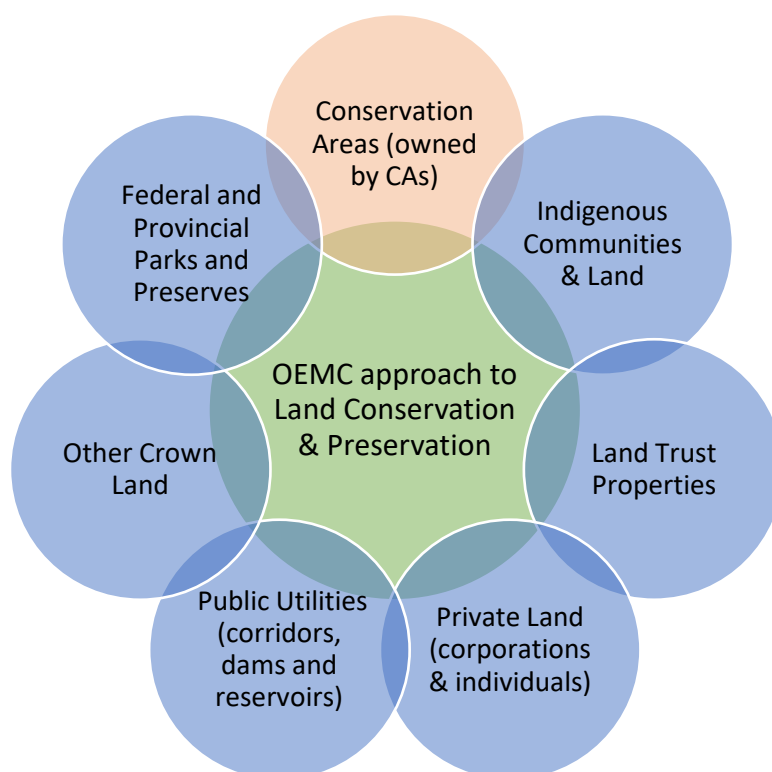 Conservation
Areas (owned
by CAs)
Federal and
Provincial
Parks and
Preserves
Indigenous
Communities
& Land
OEMC approach to
Land Conservation
& Preservation
Other Crown
Land
Land Trust
Properties
Public Utilities
(corridors,
dams and
reservoirs)
Private Land
(corporations
& individuals)